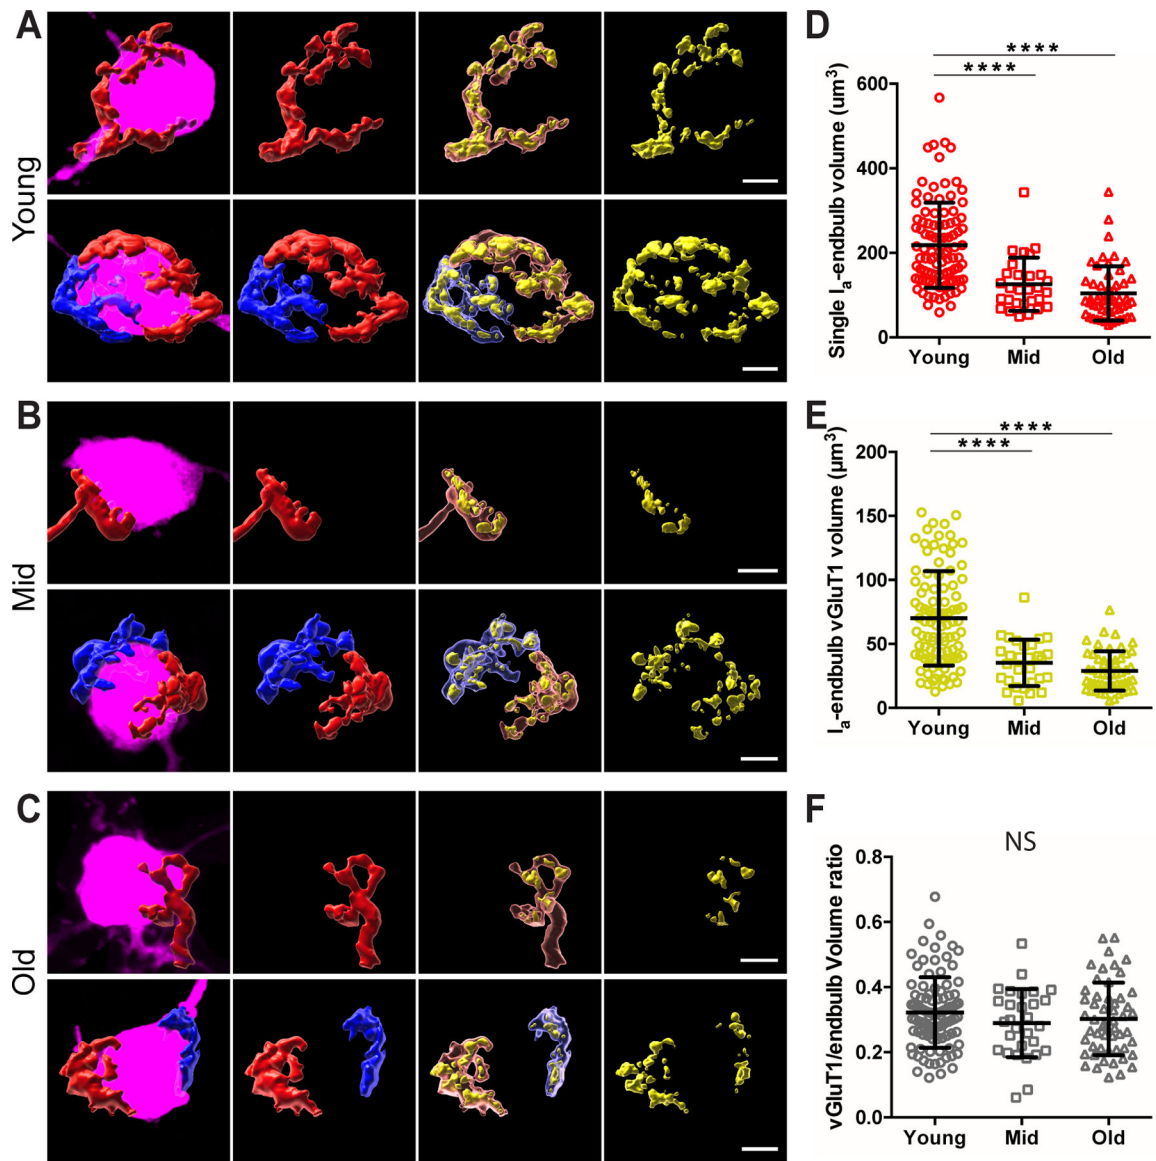 A
Young
B
Mid
C
Old
D
****
****
Single Ia-endbulb volume (um³)
600
400
200
0
Young Mid Old
E
****
****
Ia-endbulb vGluT1 volume (µm³)
200
150
100
50
0
Young Mid Old
F
NS
vGluT1/endbulb Volume ratio
0.8
0.6
0.4
0.2
0.0
Young Mid Old